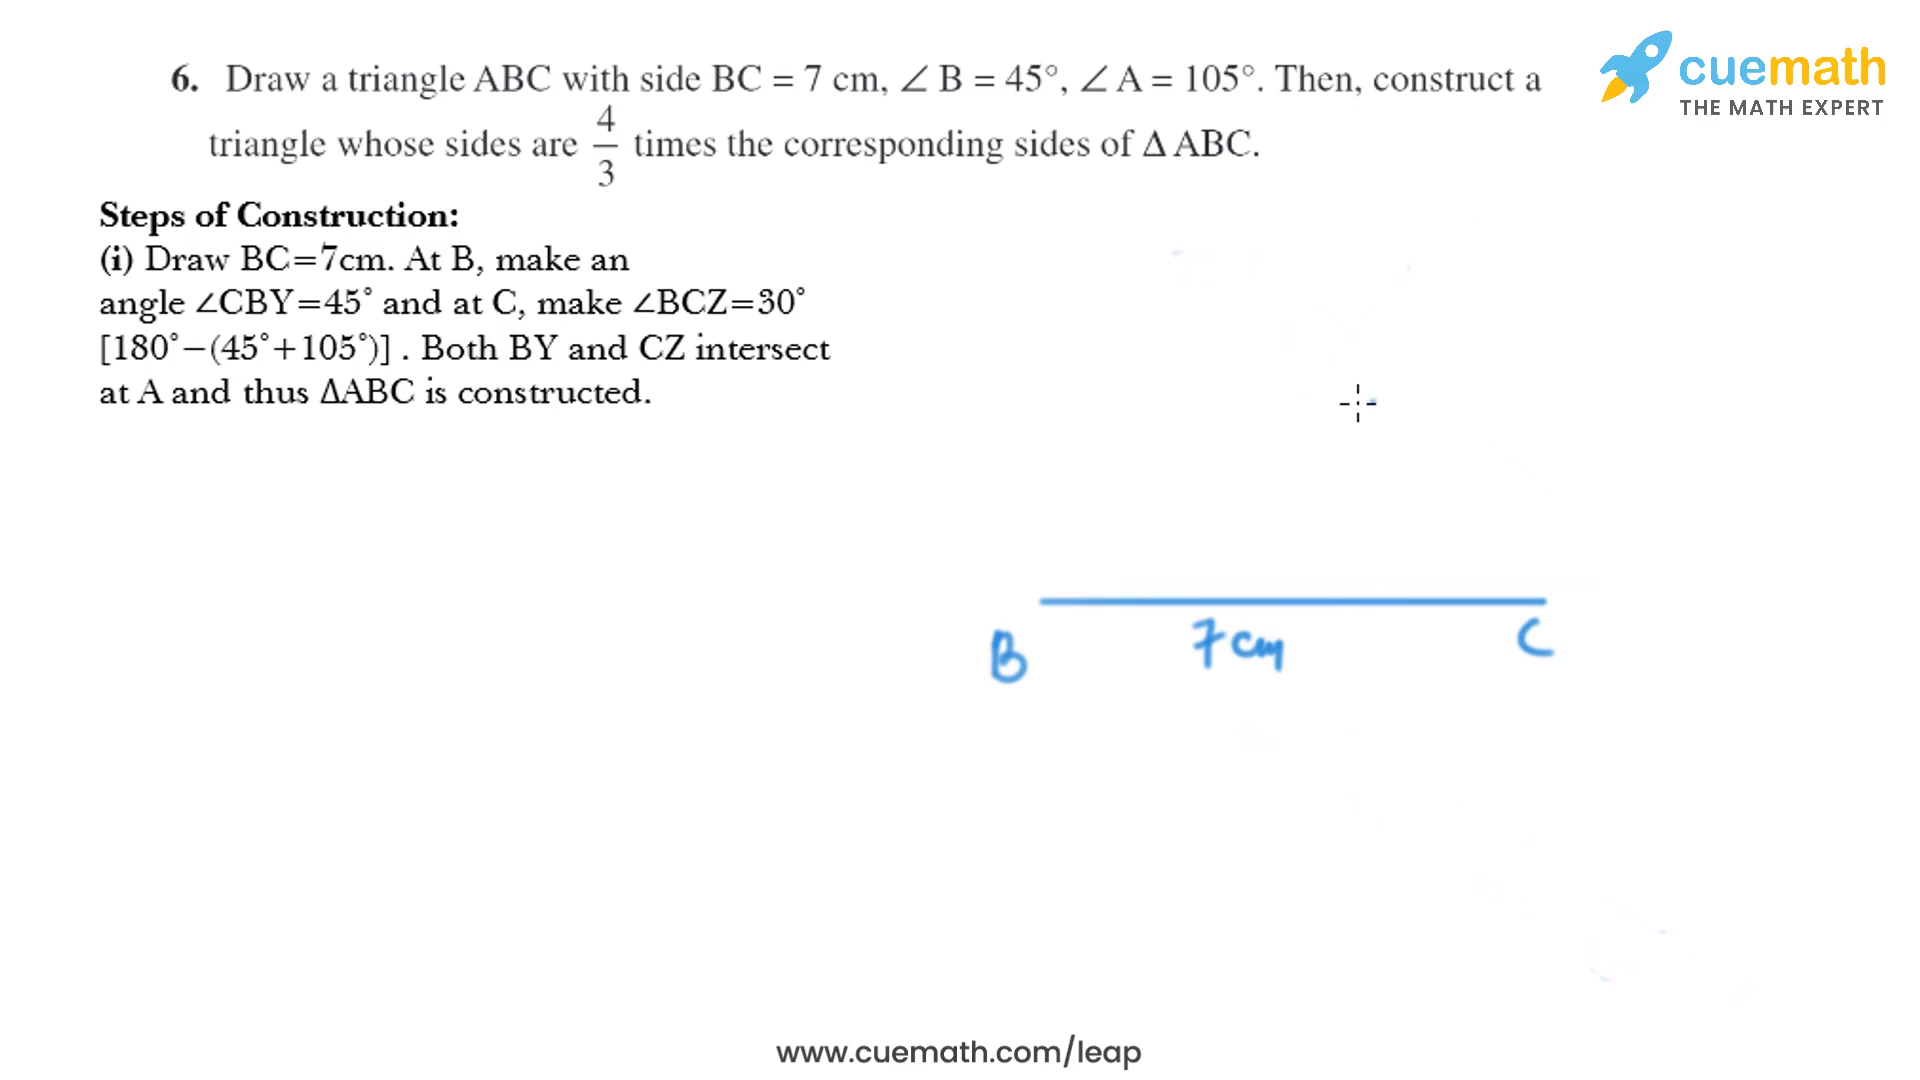 6. Draw a triangle ABC with side BC = 7 cm, ∠ B = 45°, ∠ A = 105°. Then, construct a
triangle whose sides are 4/3 times the corresponding sides of Δ ABC.
cuemath
THE MATH EXPERT
Steps of Construction:
(i) Draw BC=7cm. At B, make an
angle ∠CBY=45° and at C, make ∠BCZ=30°
[180°−(45°+105°)] . Both BY and CZ intersect
at A and thus ΔABC is constructed.
B 7cm C
www.cuemath.com/leap